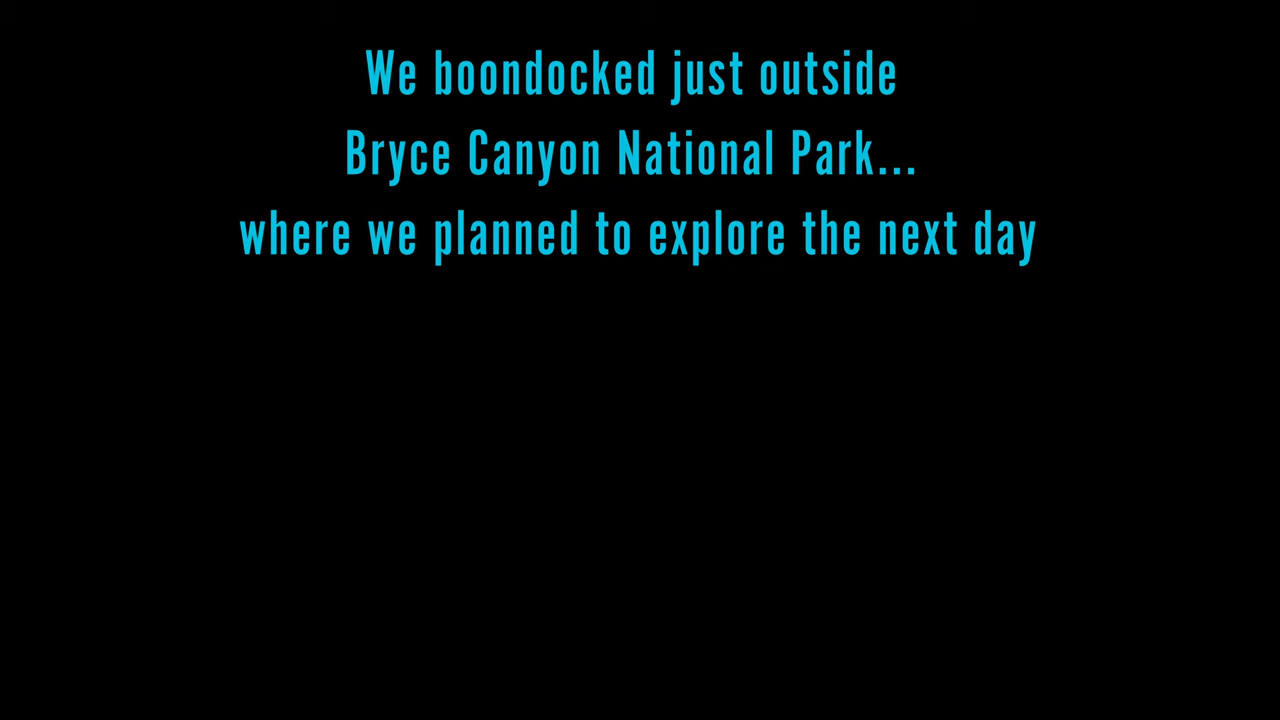 We boondocked just outside
Bryce Canyon National Park...
where we planned to explore the next day